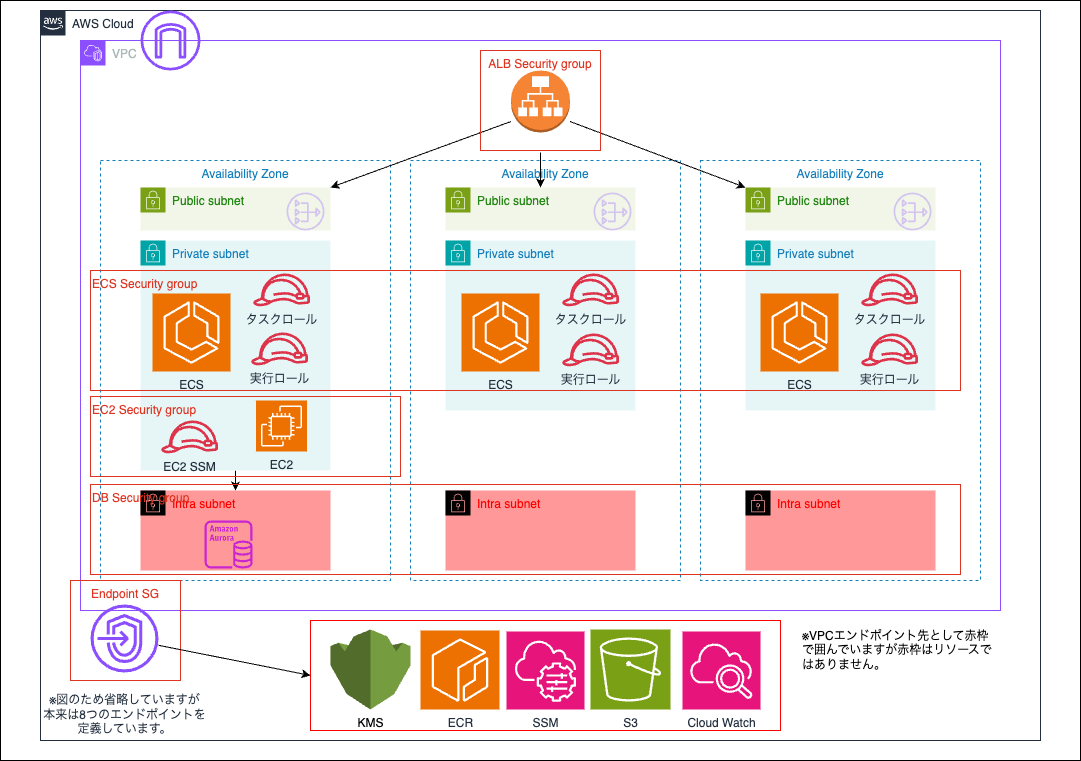 aws
AWS Cloud
VPC
ALB Security group
Availability Zone
Availability Zone
Availability Zone
Public subnet
Public subnet
Public subnet
Private subnet
Private subnet
Private subnet
ECS Security group
タスクロール
タスクロール
タスクロール
実行ロール
実行ロール
実行ロール
ECS
ECS
ECS
EC2 Security group
EC2 SSM
EC2
DB Security group
Intra subnet
Intra subnet
Intra subnet
Amazon
Aurora
Endpoint SG
※図のため省略していますが
本来は8つのエンドポイントを
定義しています。
KMS
ECR
SSM
S3
Cloud Watch
※VPCエンドポイント先として赤枠
で囲んでいますが赤枠はリソースで
はありません。